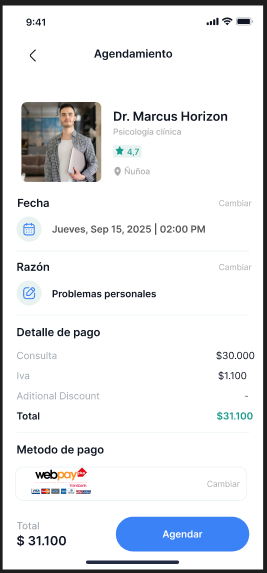 9:41
Agendamiento
Dr. Marcus Horizon
Psicología clínica
4,7
Ñuñoa
Fecha Cambiar
Jueves, Sep 15, 2025 | 02:00 PM
Razón Cambiar
Problemas personales
Detalle de pago
Consulta $30.000
Iva $1.100
Aditional Discount -
Total $31.100
Metodo de pago
webpay
Cambiar
Total
$ 31.100
Agendar